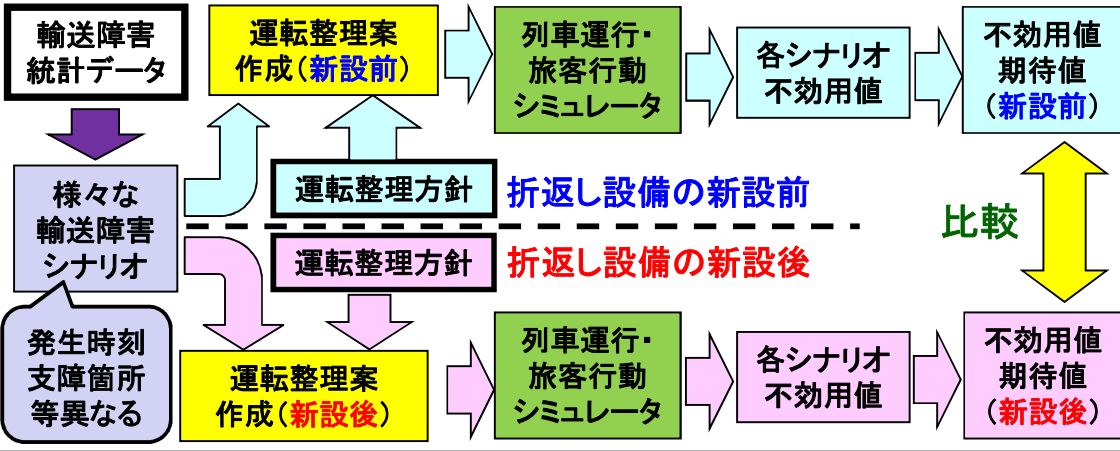 輸送障害
統計データ
様々な
輸送障害
シナリオ
発生時刻
支障箇所
等異なる
運転整理案
作成（新設前）
列車運行・
旅客行動
シミュレータ
各シナリオ
不効用値
不効用値
期待値
（新設前）
運転整理方針
折返し設備の新設前
比較
運転整理方針
折返し設備の新設後
運転整理案
作成（新設後）
列車運行・
旅客行動
シミュレータ
各シナリオ
不効用値
不効用値
期待値
（新設後）